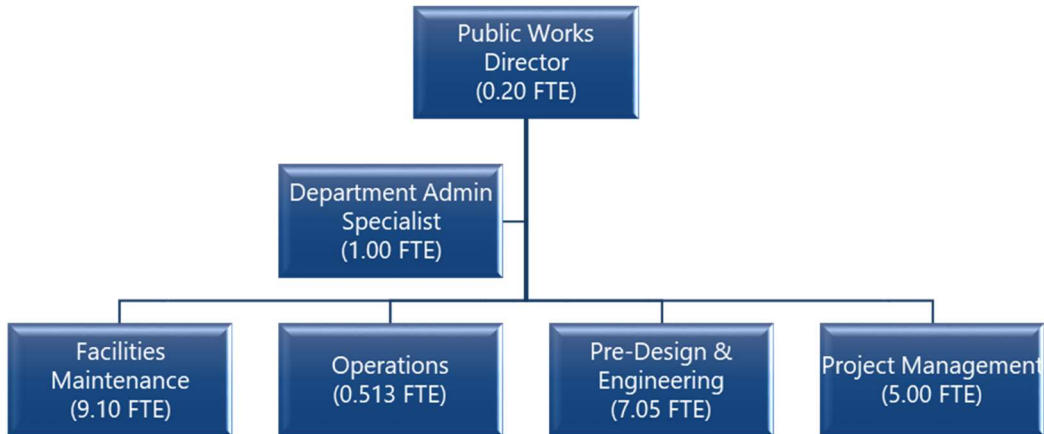 Public Works
Director
(0.20 FTE)
Department Admin
Specialist
(1.00 FTE)
Facilities
Maintenance
(9.10 FTE)
Operations
(0.513 FTE)
Pre-Design &
Engineering
(7.05 FTE)
Project Management
(5.00 FTE)